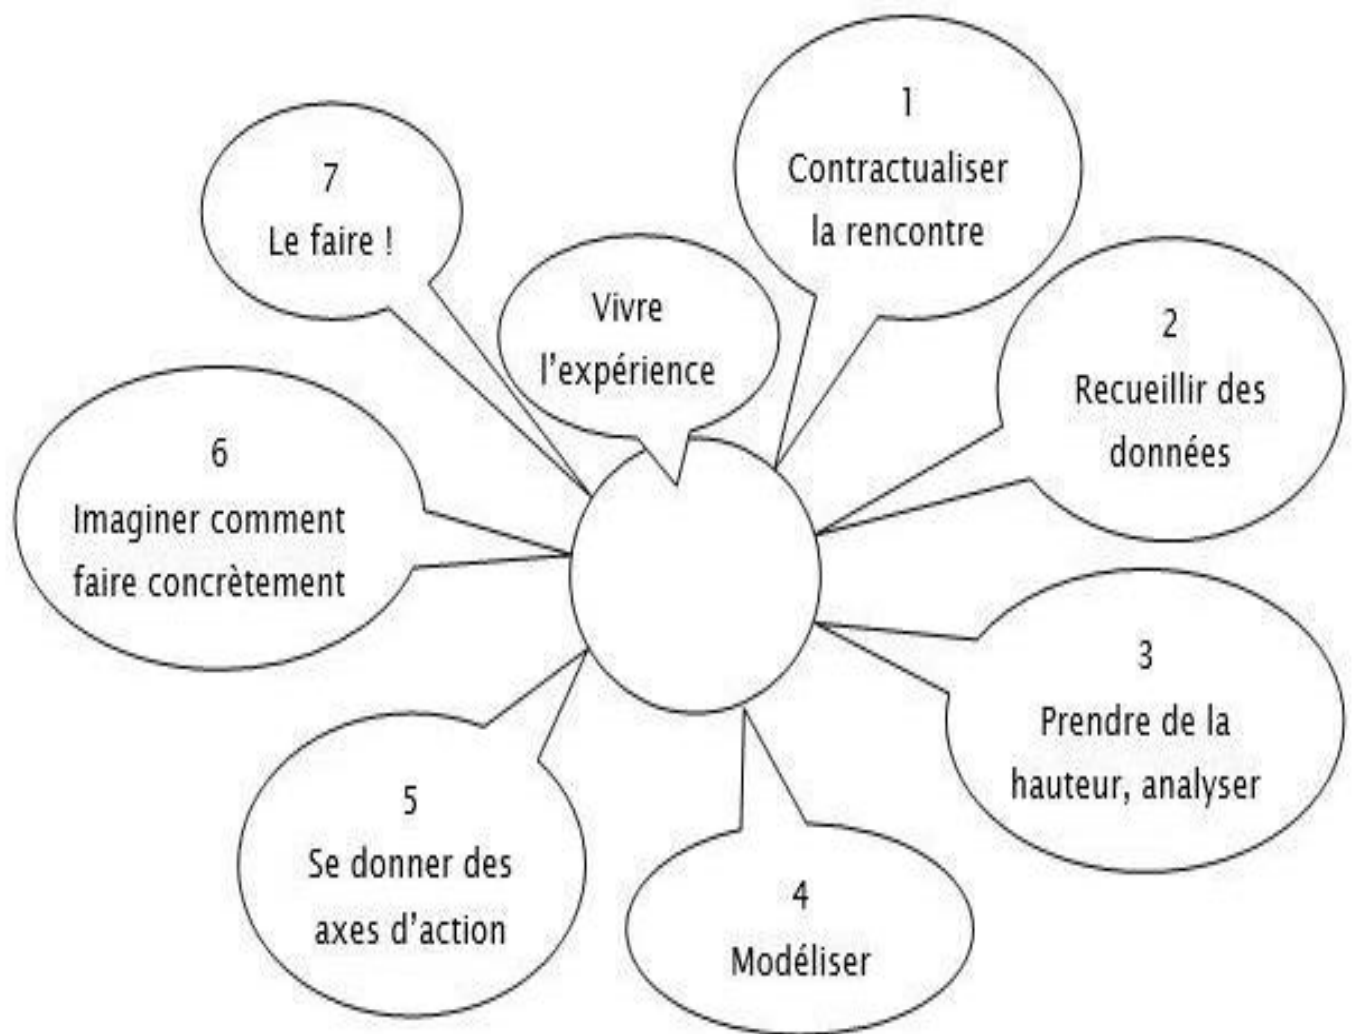 1
Contractualiser
la rencontre
2
Recueillir des
données
3
Prendre de la
hauteur, analyser
4
Modéliser
5
Se donner des
axes d'action
6
Imaginer comment
faire concrètement
7
Le faire !
Vivre
l'expérience